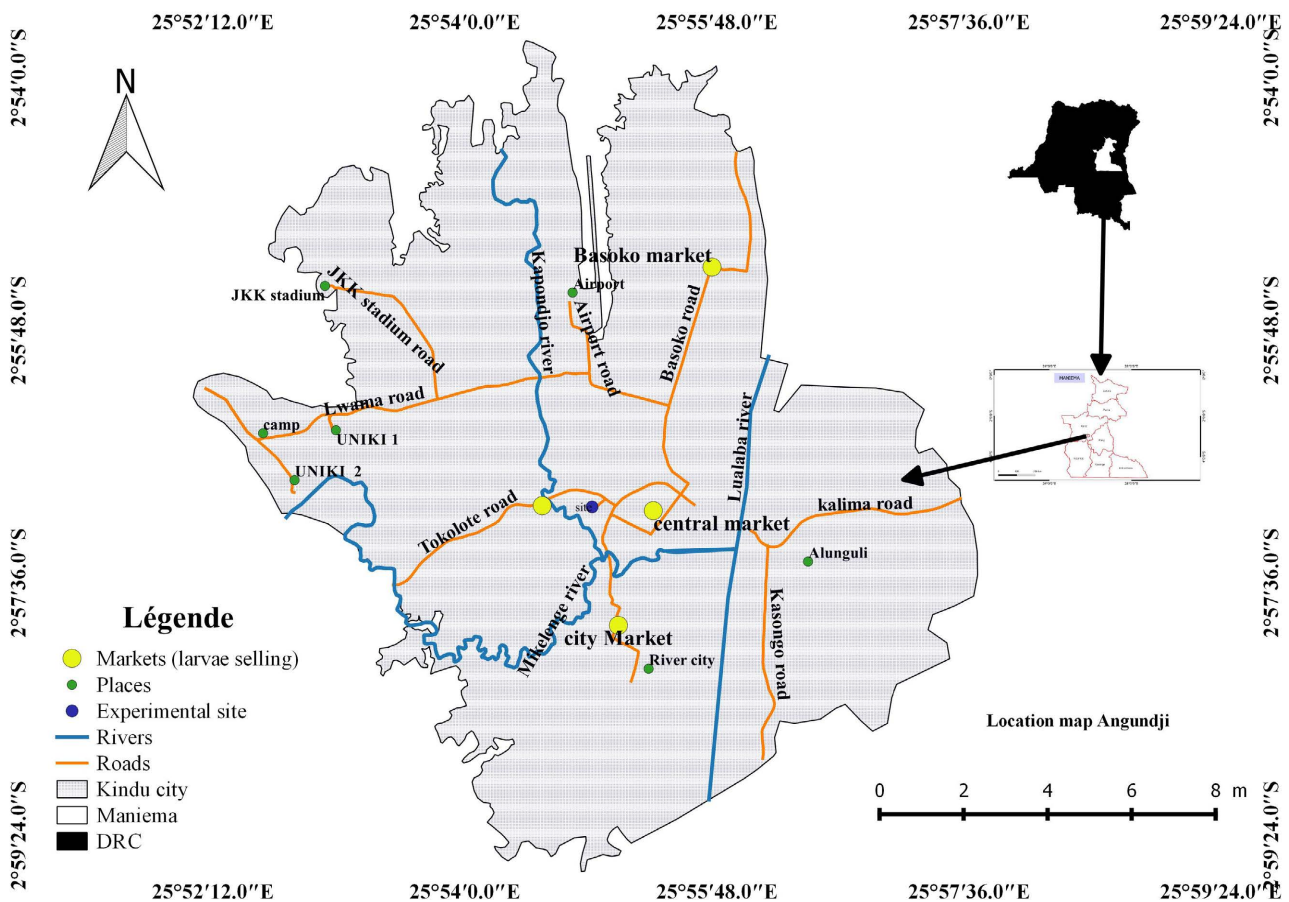 25°52′12.0″E 25°54′0.0″E 25°55′48.0″E 25°57′36.0″E 25°59′24.0″E
2°54′0.0″S
2°54′0.0″S
N
Basoko market
Airport
JKK stadium
JKK stadium road
Kapondjo river
Airport road
Basoko road
2°55′48.0″S
2°55′48.0″S
MANIEMA
Lwama road
camp
UNIKI 1
UNIKI 2
Lualaba river
Tokolote road
site
central market
kalima road
Alunguli
2°57′36.0″S
2°57′36.0″S
Mikelenge river
Kasongo road
city Market
River city
Légende
Markets (larvae selling)
Places
Experimental site
Rivers
Roads
Kindu city
Maniema
DRC
Location map Angundji
0 2 4 6 8 m
2°59′24.0″S
2°59′24.0″S
25°52′12.0″E 25°54′0.0″E 25°55′48.0″E 25°57′36.0″E 25°59′24.0″E